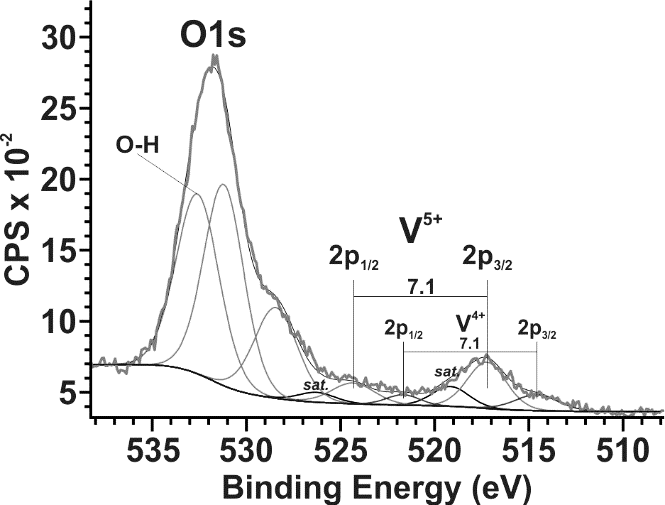 O1s
30
25
20
15
10
5
CPS x 10⁻²
O-H
V⁵⁺
2p₁/₂ 2p₃/₂
7.1
2p₁/₂ V⁴⁺ 2p₃/₂
7.1
sat. sat.
535 530 525 520 515 510
Binding Energy (eV)